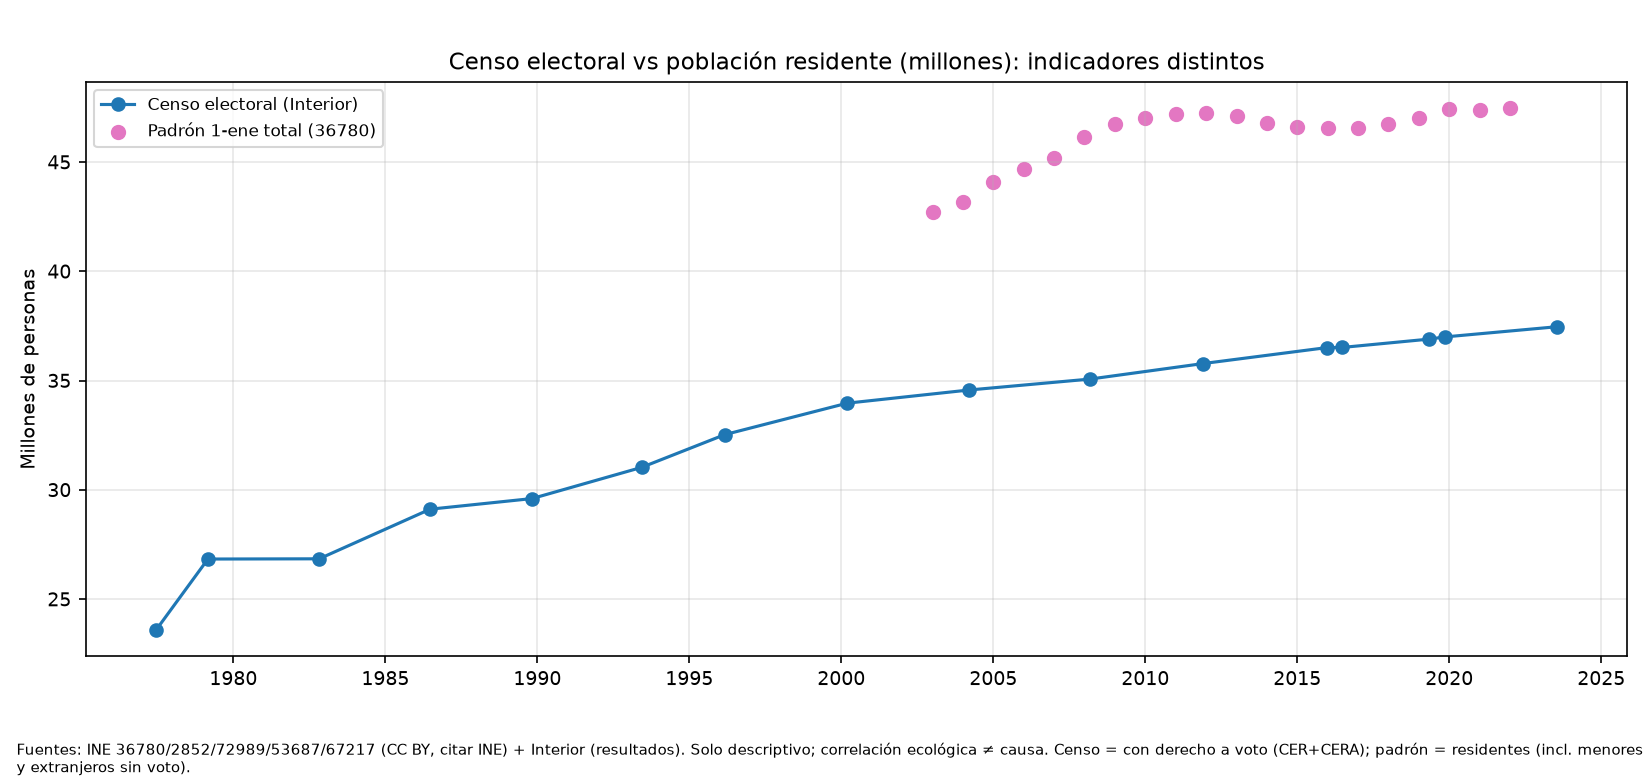 Censo electoral vs población residente (millones): indicadores distintos
Censo electoral (Interior)
Padrón 1-ene total (36780)
Millones de personas
45
40
35
30
25
1980 1985 1990 1995 2000 2005 2010 2015 2020 2025
Fuentes: INE 36780/2852/72989/53687/67217 (CC BY, citar INE) + Interior (resultados). Solo descriptivo; correlación ecológica ≠ causa. Censo = con derecho a voto (CER+CERA); padrón = residentes (incl. menores
y extranjeros sin voto).